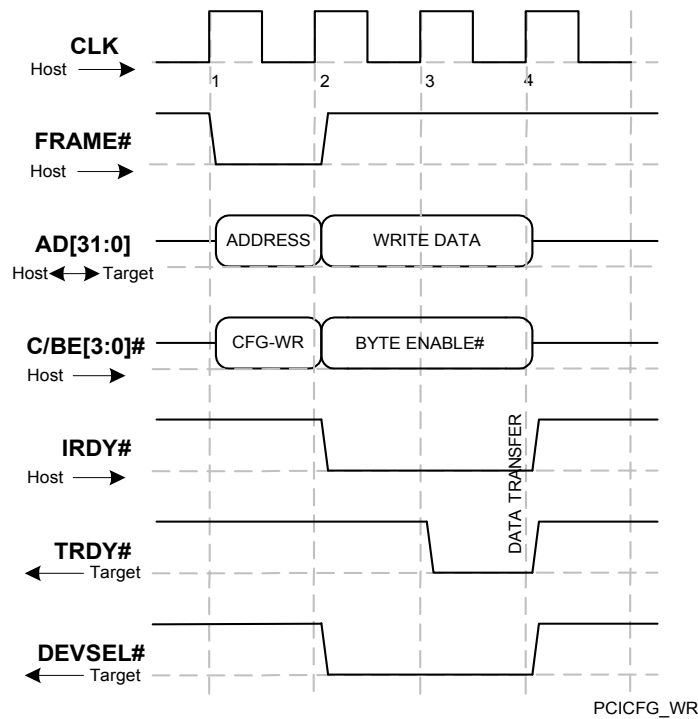 CLK
Host
1 2 3 4
FRAME#
Host
ADDRESS WRITE DATA
AD[31:0]
Host Target
CFG-WR BYTE ENABLE#
C/BE[3:0]#
Host
IRDY#
Host
DATA TRANSFER
TRDY#
Target
DEVSEL#
Target
PCICFG_WR